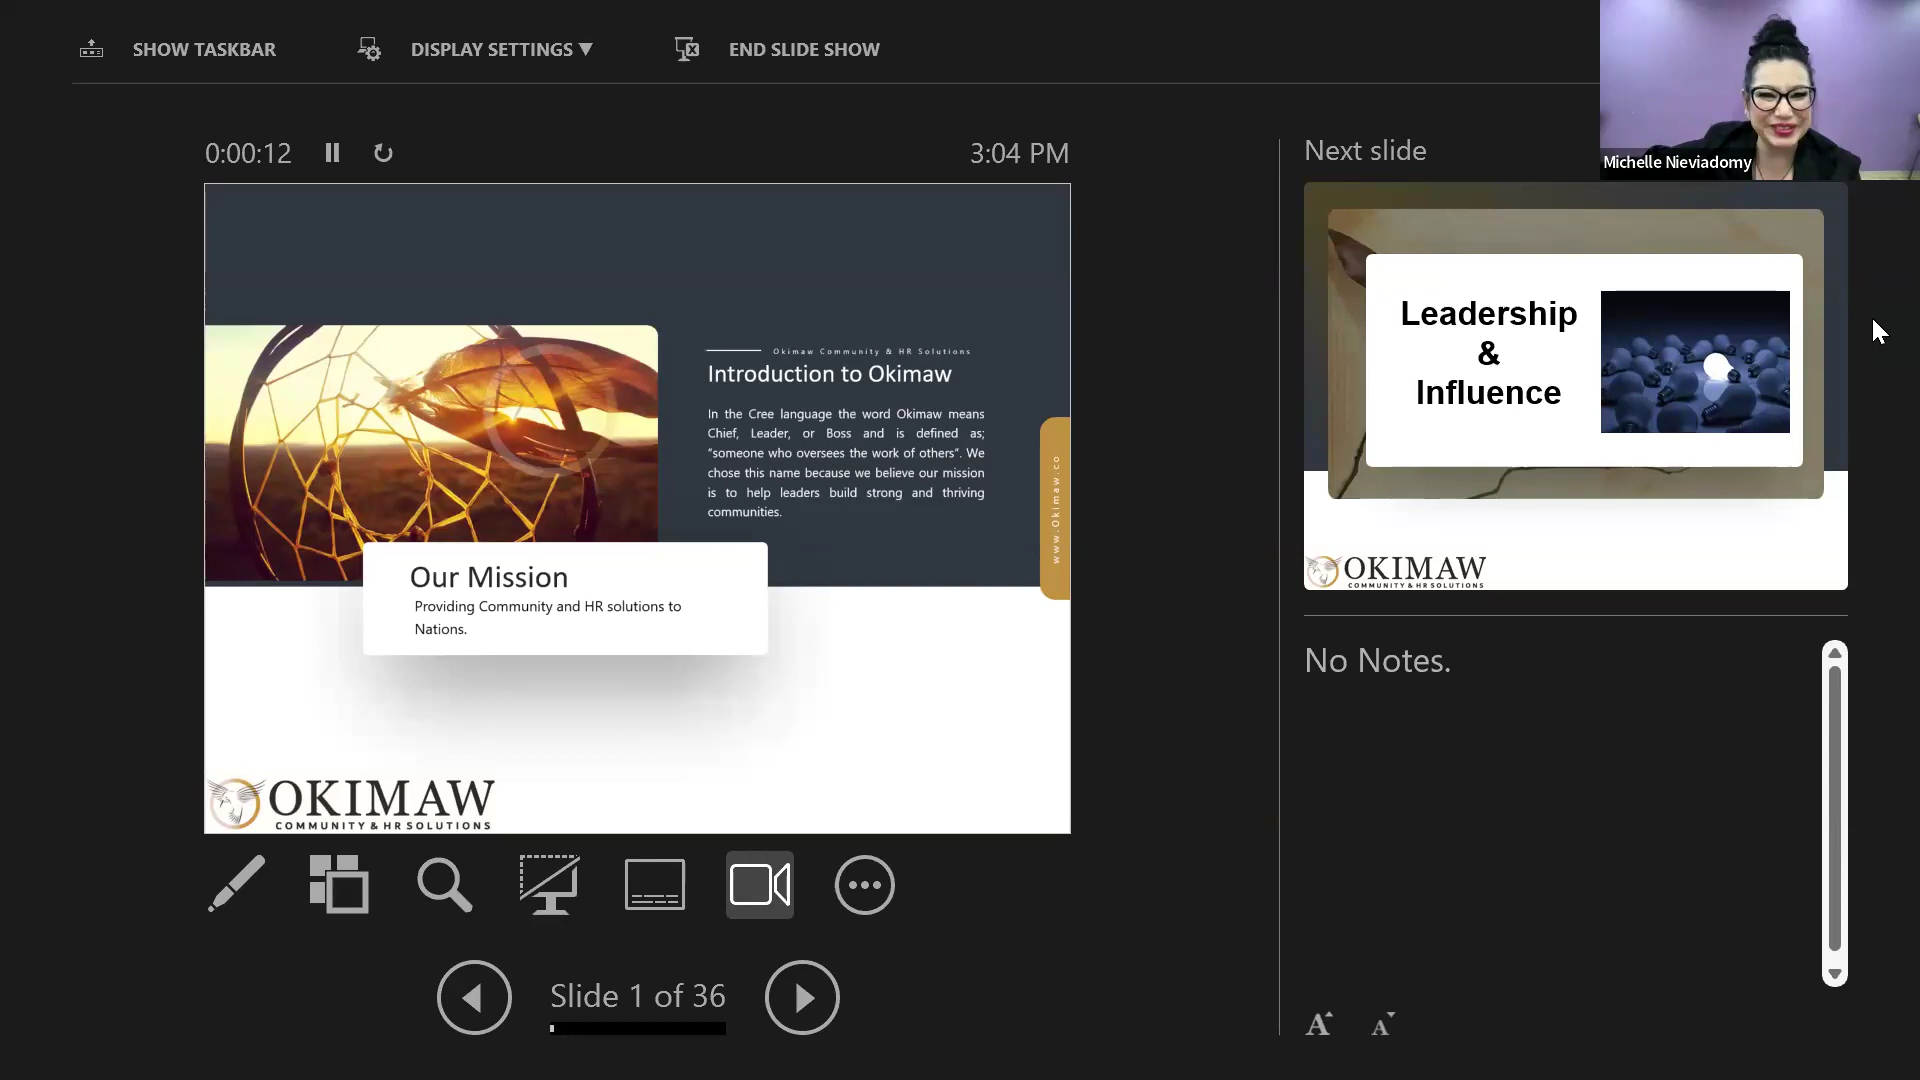 SHOW TASKBAR
DISPLAY SETTINGS ▼
END SLIDE SHOW
Michelle Nieviadomy
0:00:12
3:04 PM
Okimaw Community & HR Solutions
Introduction to Okimaw
In the Cree language the word Okimaw means
Chief, Leader, or Boss and is defined as;
“someone who oversees the work of others”. We
chose this name because we believe our mission
is to help leaders build strong and thriving
communities.
www.Okimaw.co
Our Mission
Providing Community and HR solutions to
Nations.
OKIMAW
COMMUNITY & HR SOLUTIONS
Slide 1 of 36
Next slide
Leadership
&
Influence
OKIMAW
COMMUNITY & HR SOLUTIONS
No Notes.
A
A